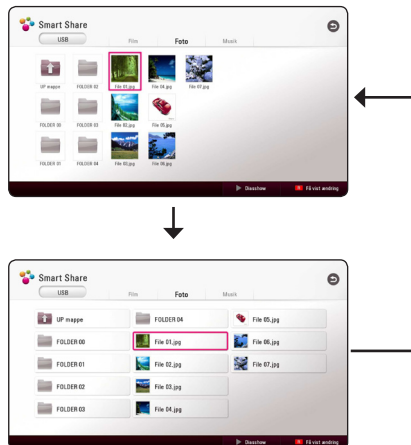 Smart Share
USB Film Foto Musik
UP mappe FOLDER 02 File 01.jpg File 04.jpg File 07.jpg
FOLDER 00 FOLDER 03 File 02.jpg File 05.jpg
FOLDER 01 FOLDER 04 File 03.jpg File 06.jpg
Diasshow Få vist ændring
Smart Share
USB Film Foto Musik
UP mappe FOLDER 04 File 05.jpg
FOLDER 00 File 01.jpg File 06.jpg
FOLDER 01 File 02.jpg File 07.jpg
FOLDER 02 File 03.jpg
FOLDER 03 File 04.jpg
Diasshow Få vist ændring